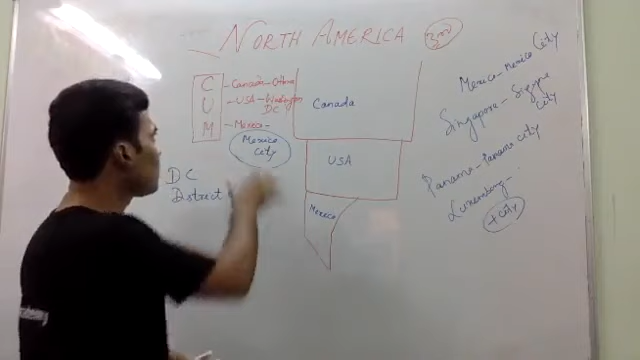 NORTH AMERICA 3rd
C - Canada - Ottawa
U - USA - Washington DC
M - Mexico -
Mexico City
DC
District
Canada
USA
Mexico
Mexico - Mexico City
Singapore - Singapore City
Panama - Panama City
Luxembourg -
+ City